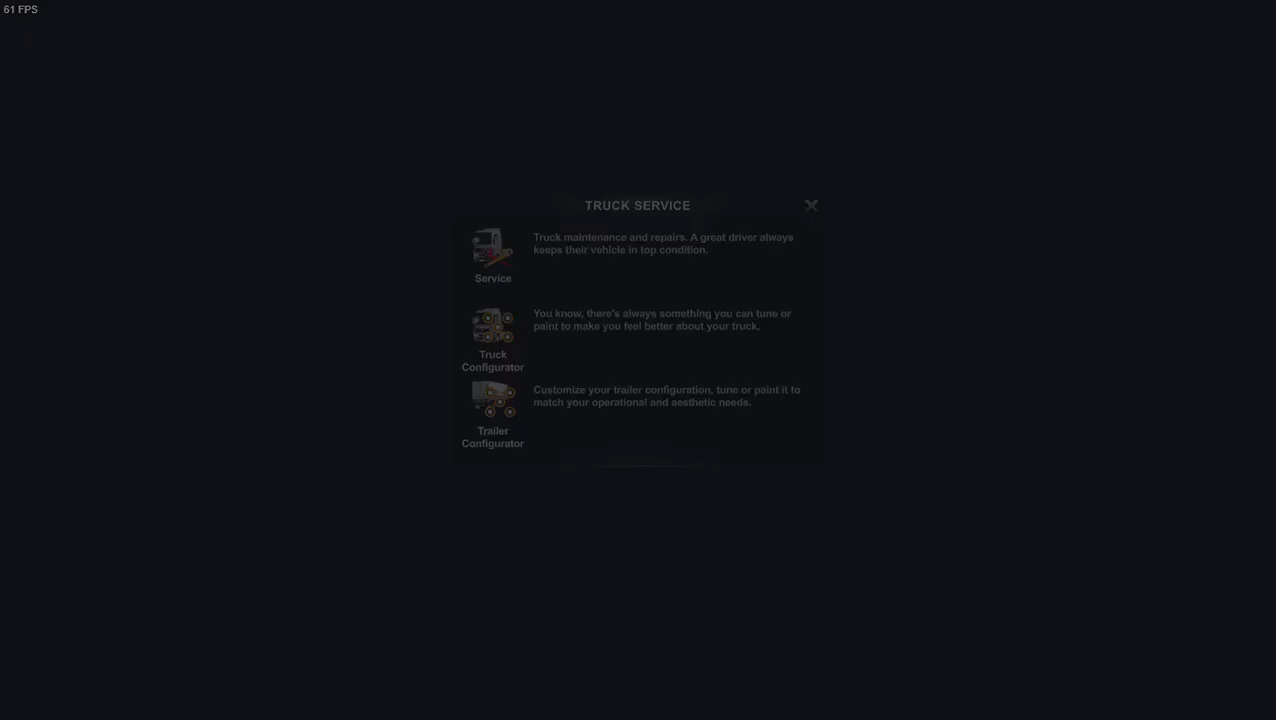 61 FPS
TRUCK SERVICE
Truck maintenance and repairs. A great driver always
keeps their vehicle in top condition.
Service
You know, there's always something you can tune or
paint to make you feel better about your truck.
Truck
Configurator
Customize your trailer configuration, tune or paint it to
match your operational and aesthetic needs.
Trailer
Configurator